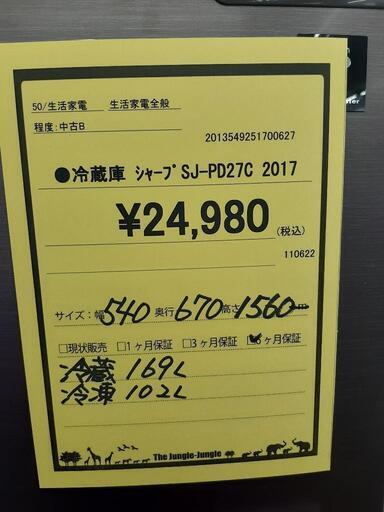 50/生活家電 生活家電全般
程度:中古B
2013549251700627
●冷蔵庫 シャープSJ-PD27C 2017
¥24,980(税込)
110622
サイズ:幅540奥行670高さ1560
□現状販売 □1ヶ月保証 □3ヶ月保証 ☑6ヶ月保証
冷蔵 169L
冷凍 102L
The Jungle-Jungle